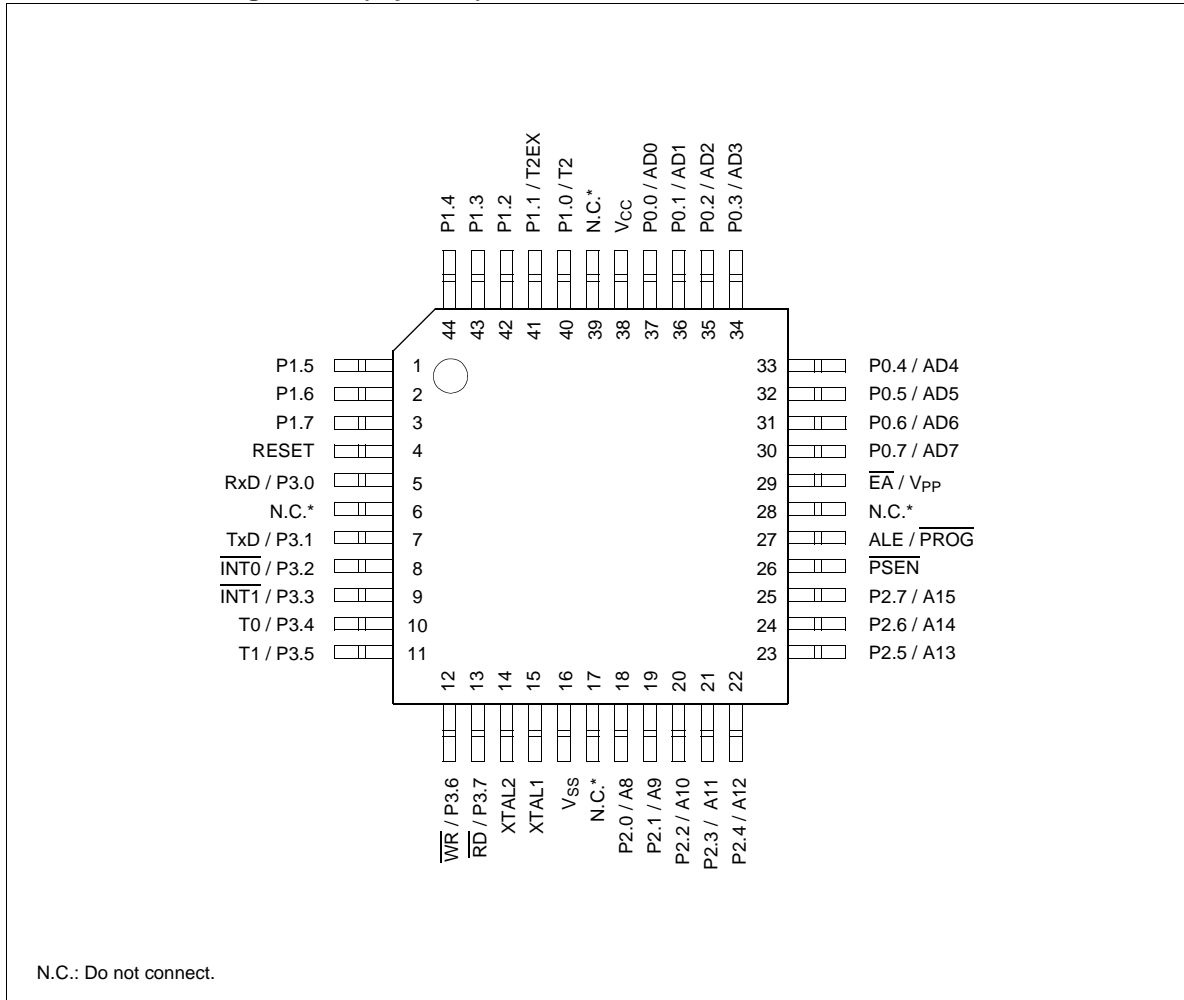 P1.4
P1.3
P1.2
P1.1 / T2EX
P1.0 / T2
N.C.*
VCC
P0.0 / AD0
P0.1 / AD1
P0.2 / AD2
P0.3 / AD3
44
43
42
41
40
39
38
37
36
35
34
P1.5 1
P1.6 2
P1.7 3
RESET 4
RxD / P3.0 5
N.C.* 6
TxD / P3.1 7
INT0 / P3.2 8
INT1 / P3.3 9
T0 / P3.4 10
T1 / P3.5 11
33 P0.4 / AD4
32 P0.5 / AD5
31 P0.6 / AD6
30 P0.7 / AD7
29 EA / VPP
28 N.C.*
27 ALE / PROG
26 PSEN
25 P2.7 / A15
24 P2.6 / A14
23 P2.5 / A13
12
13
14
15
16
17
18
19
20
21
22
WR / P3.6
RD / P3.7
XTAL2
XTAL1
VSS
N.C.*
P2.0 / A8
P2.1 / A9
P2.2 / A10
P2.3 / A11
P2.4 / A12
N.C.: Do not connect.